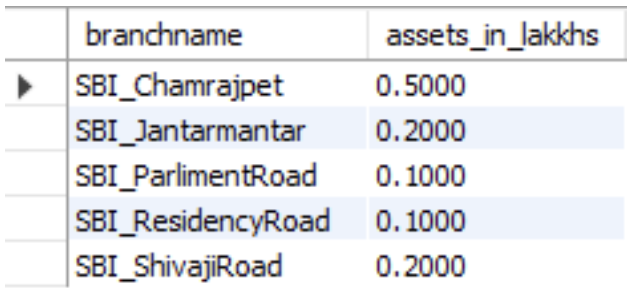 branchname assets_in_lakkhs
SBI_Chamrajpet 0.5000
SBI_Jantarmantar 0.2000
SBI_ParlimentRoad 0.1000
SBI_ResidencyRoad 0.1000
SBI_ShivajiRoad 0.2000